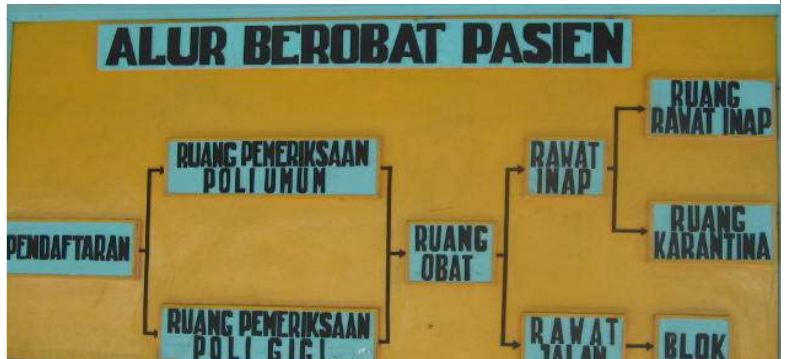 ALUR BEROBAT PASIEN
RUANG
RAWAT INAP
RUANG PEMERIKSAAN
POLI UMUM
RAWAT
INAP
PENDAFTARAN
RUANG
OBAT
RUANG
KARANTINA
RUANG PEMERIKSAAN
POLI GIGI
RAWAT
JALAN
BLOK